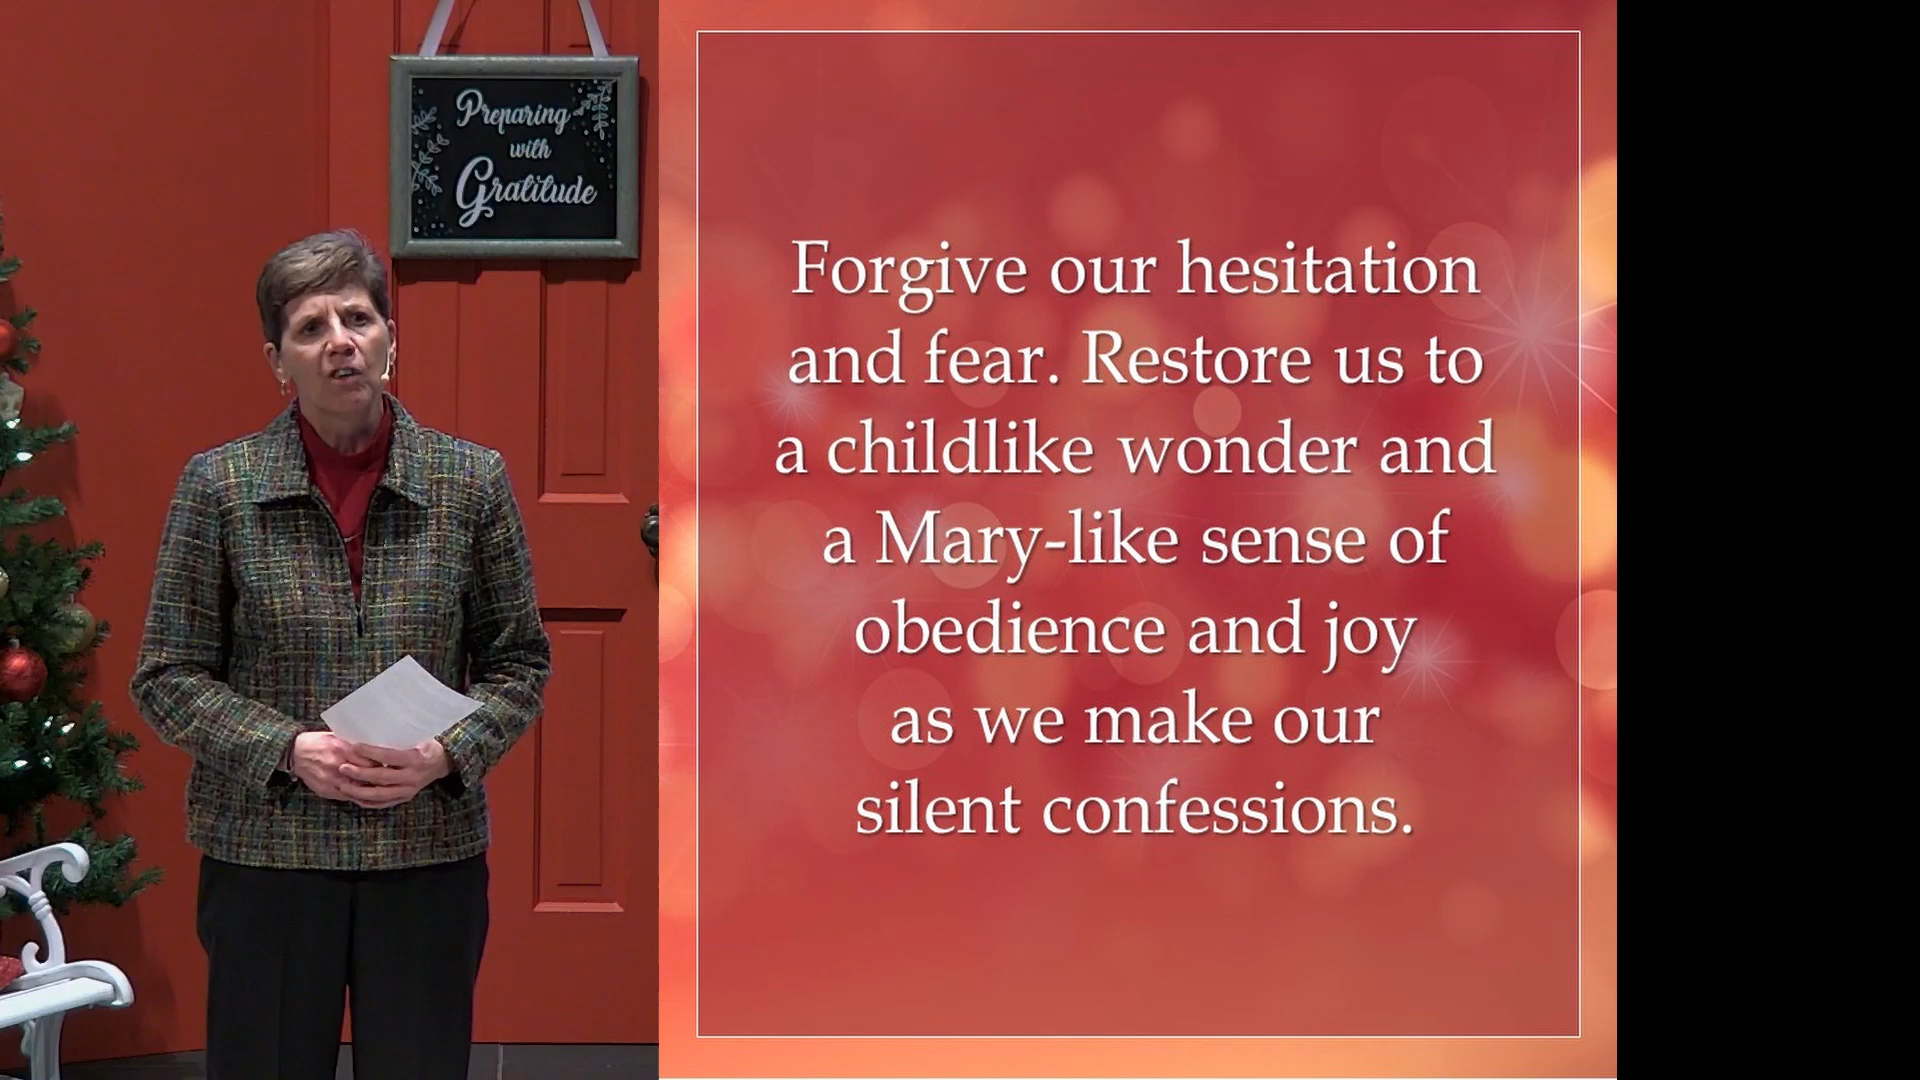 Preparing
with
Gratitude
Forgive our hesitation
and fear. Restore us to
a childlike wonder and
a Mary-like sense of
obedience and joy
as we make our
silent confessions.